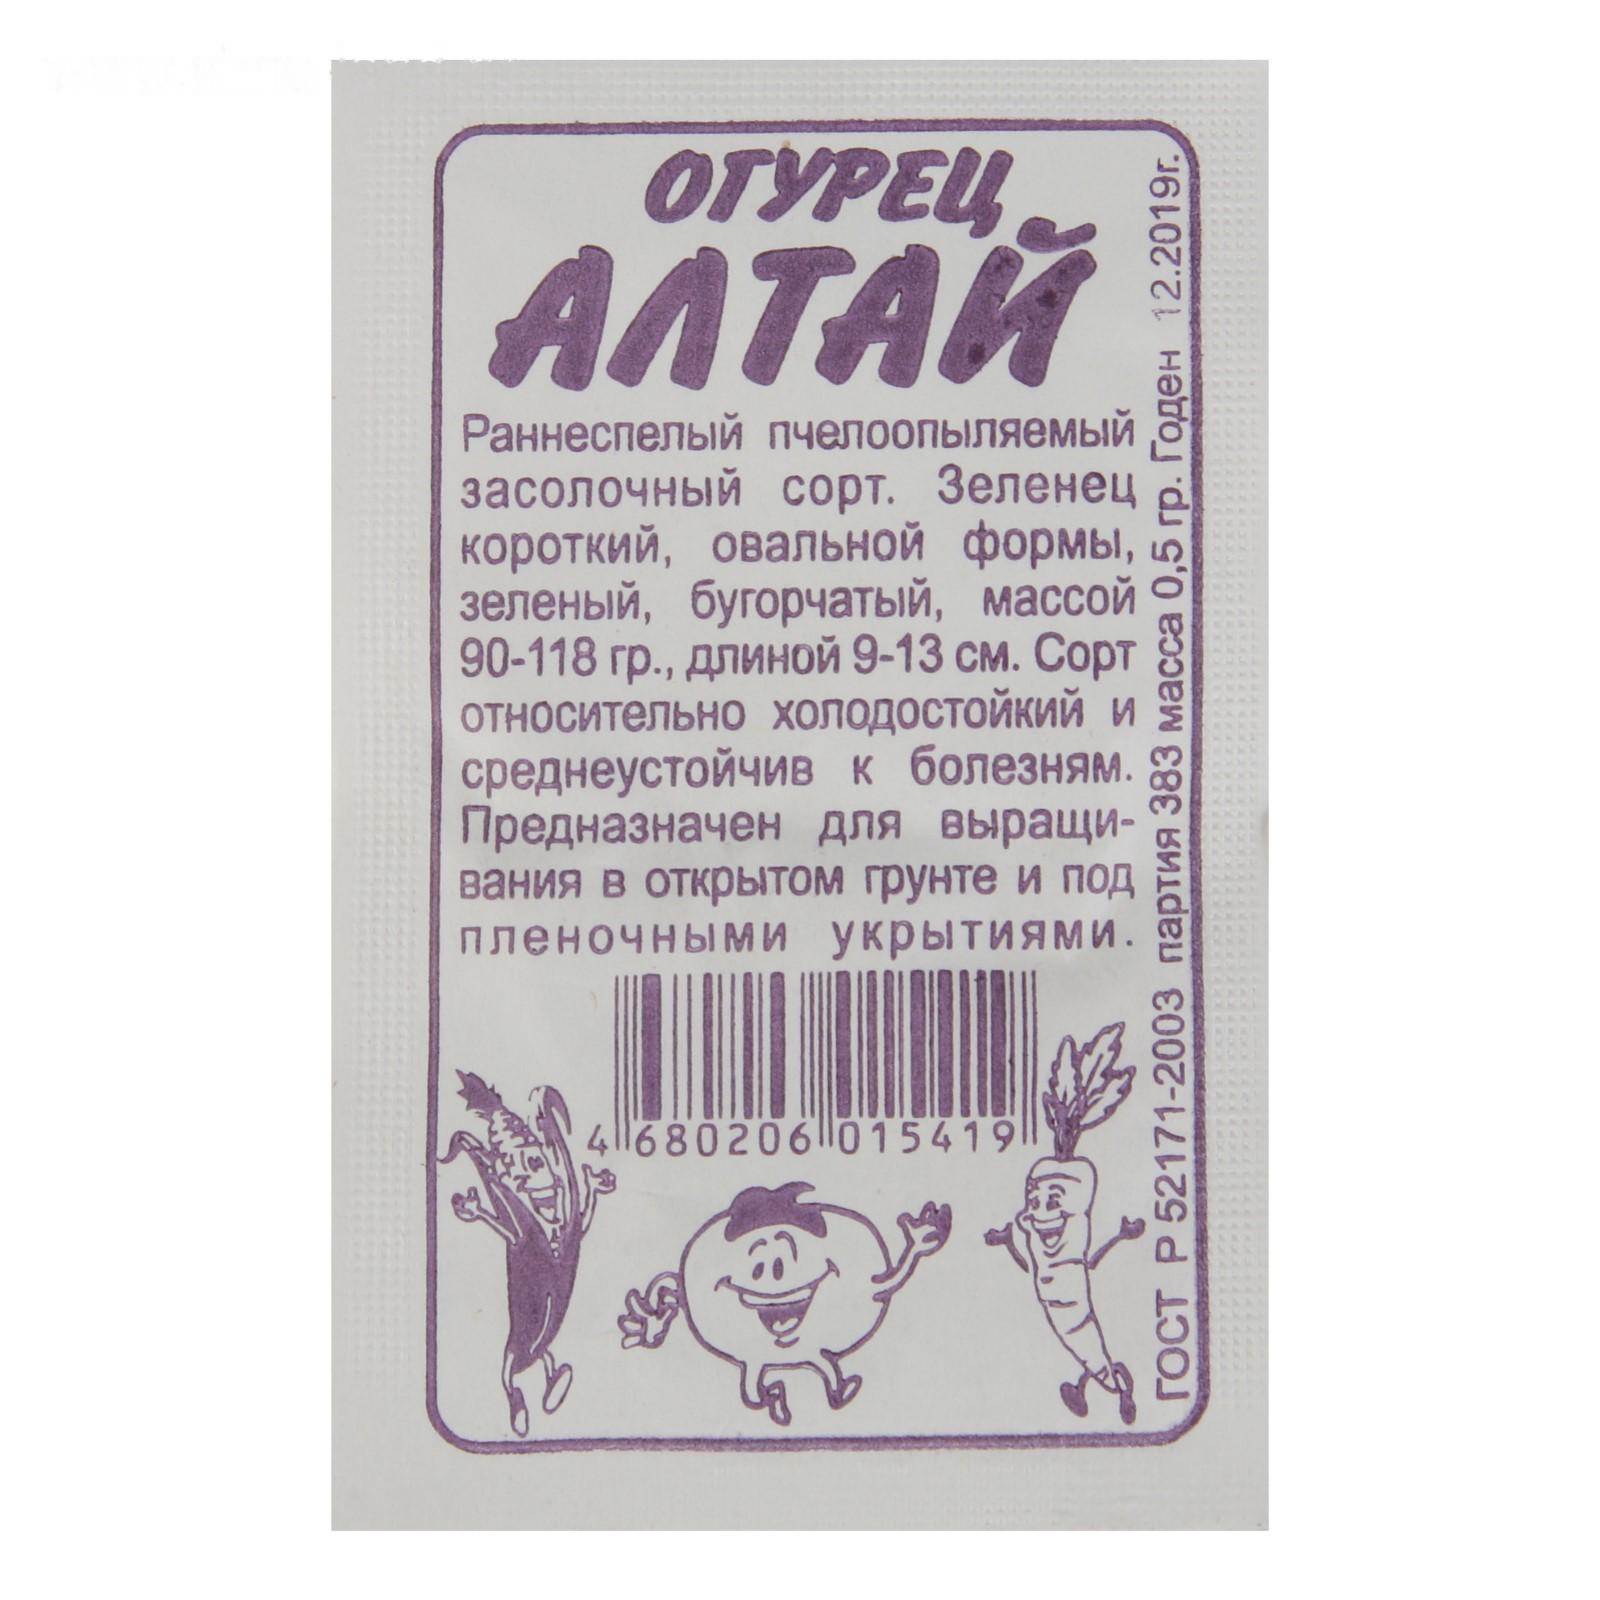 ОГУРЕЦ
АЛТАЙ
Раннеспелый пчелоопыляемый
засолочный сорт. Зеленец
короткий, овальной формы,
зеленый, бугорчатый, массой
90-118 гр., длиной 9-13 см. Сорт
относительно холодостойкий и
среднеустойчив к болезням.
Предназначен для выращи-
вания в открытом грунте и под
пленочными укрытиями.
4 680206 015419
ГОСТ Р 52171-2003 партия 383 масса 0,5 гр. Годен 12.2019г.